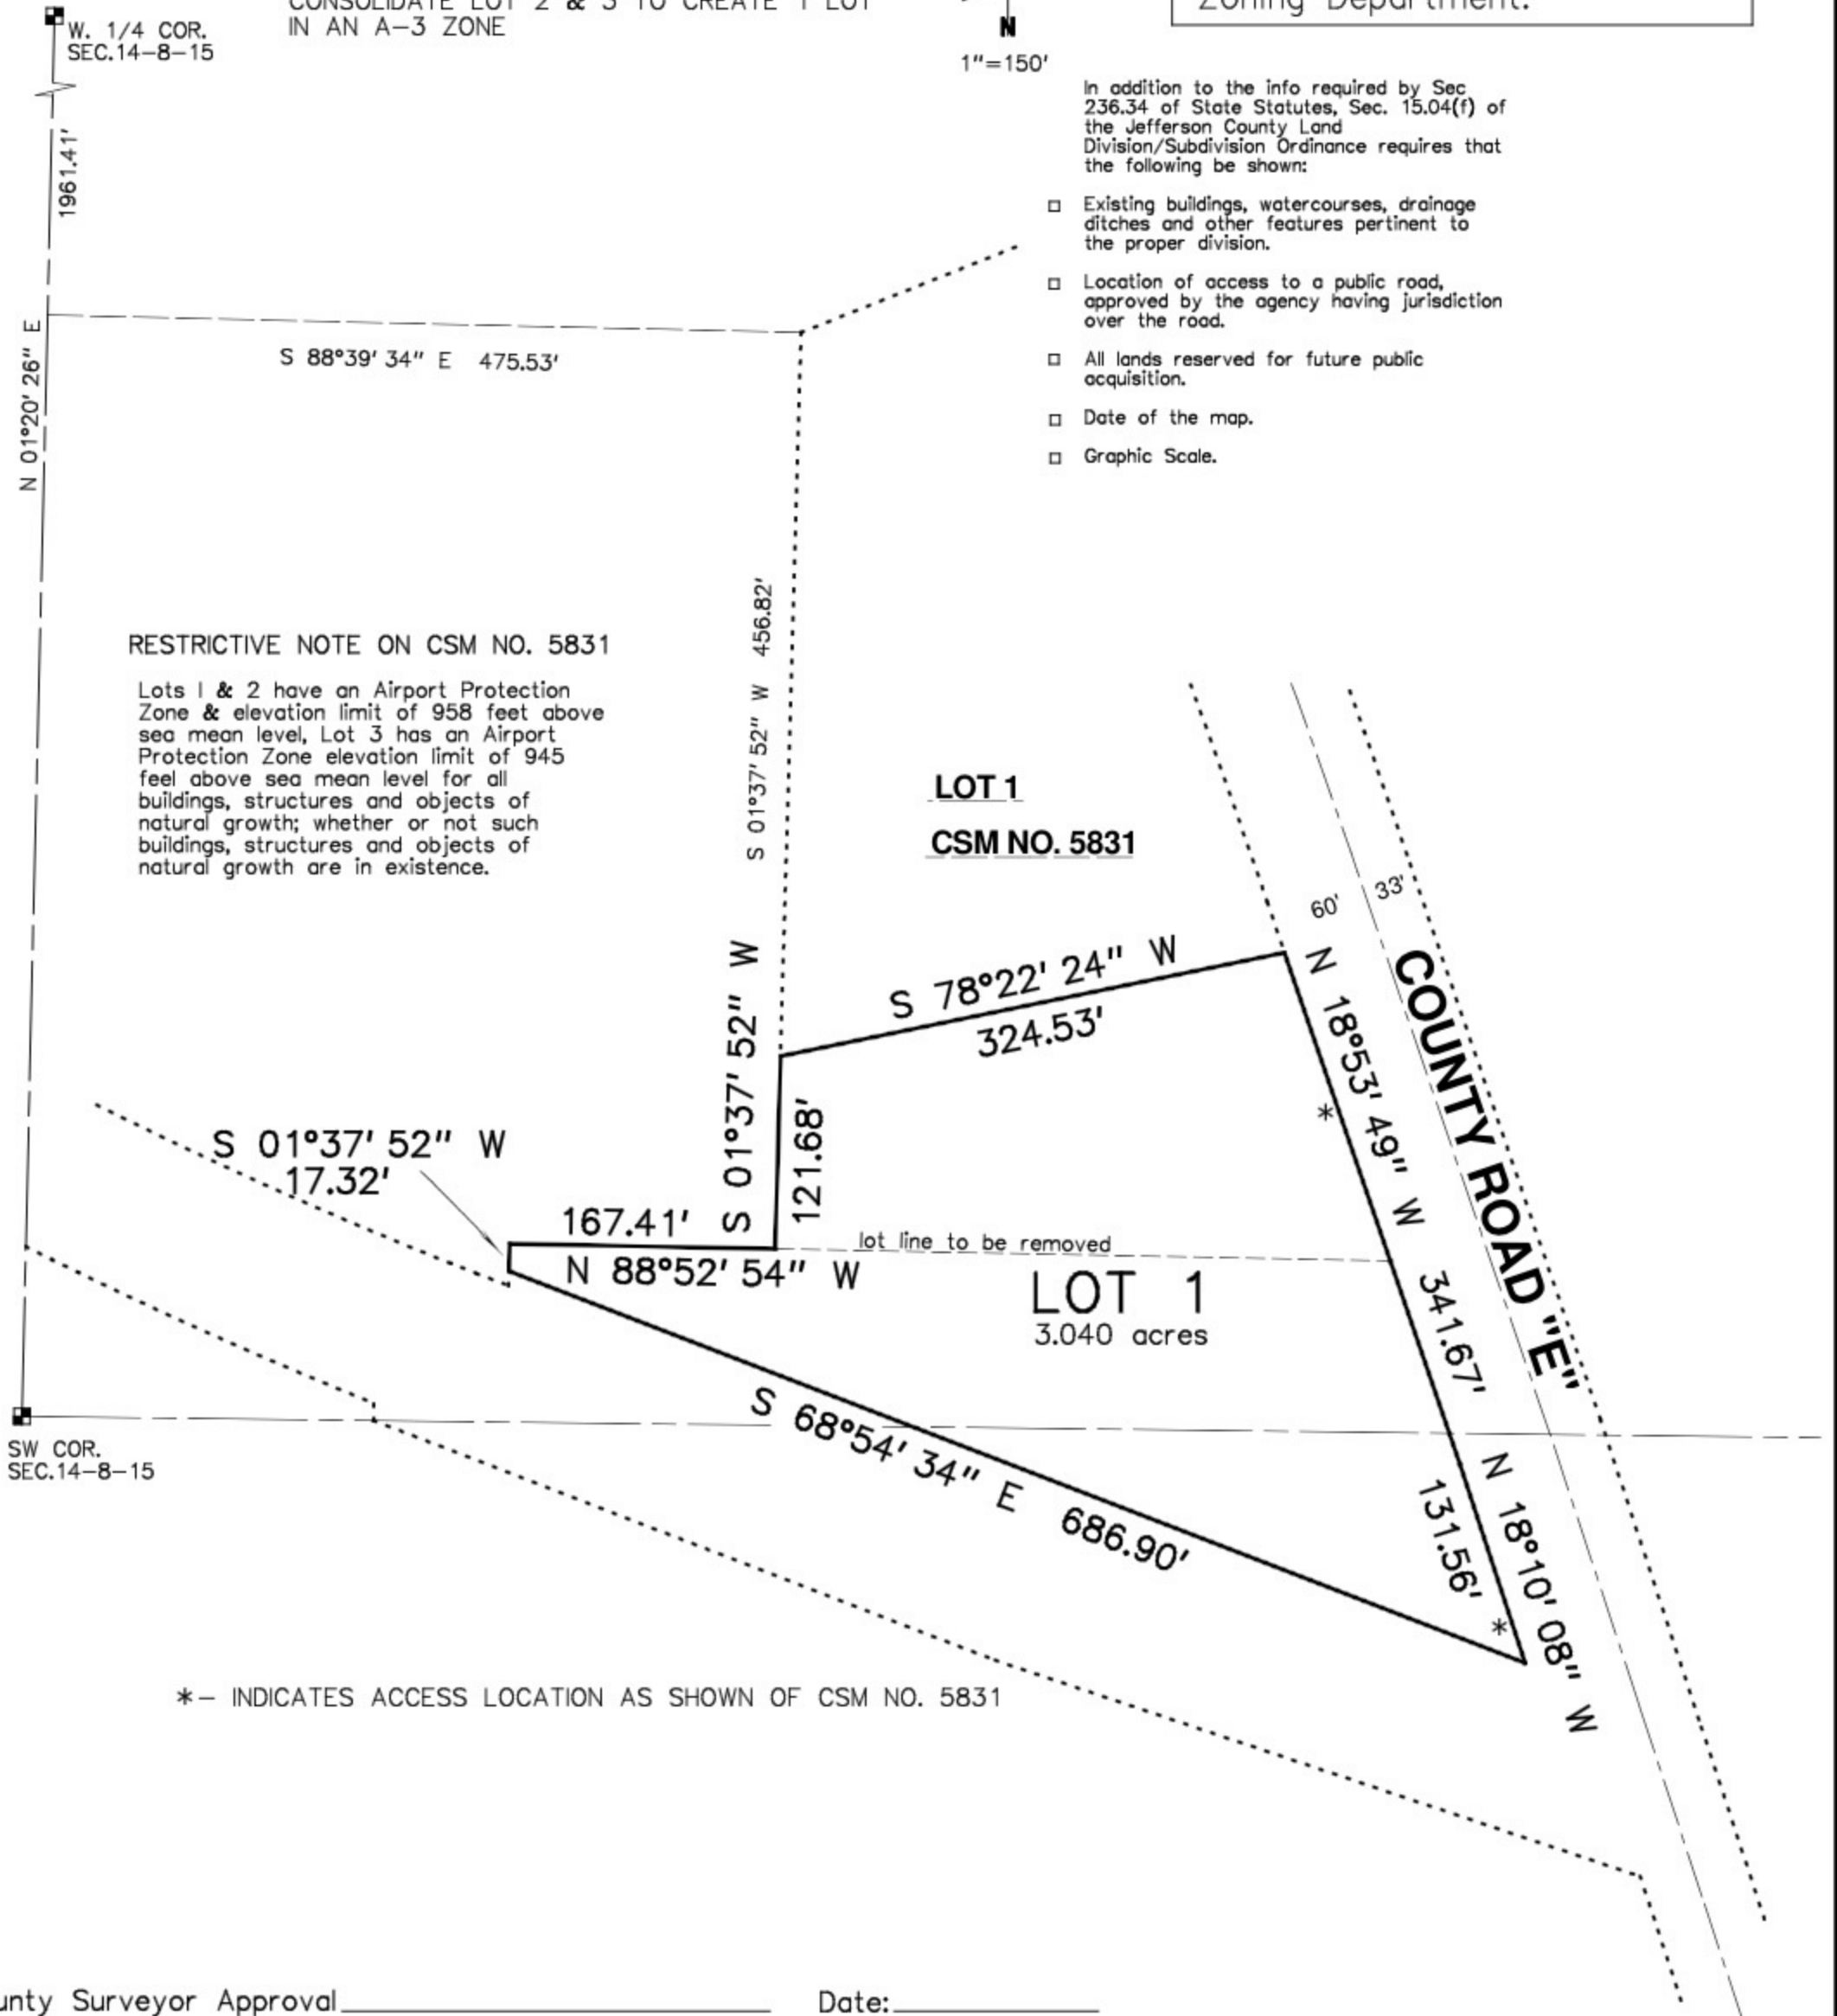 CONSOLIDATE LOT 2 & 3 TO CREATE 1 LOT
IN AN A-3 ZONE
Zoning Department.
W. 1/4 COR.
SEC.14-8-15
N
1"=150'
In addition to the info required by Sec
236.34 of State Statutes, Sec. 15.04(f) of
the Jefferson County Land
Division/Subdivision Ordinance requires that
the following be shown:
Existing buildings, watercourses, drainage
ditches and other features pertinent to
the proper division.
Location of access to a public road,
approved by the agency having jurisdiction
over the road.
All lands reserved for future public
acquisition.
Date of the map.
Graphic Scale.
1961.41'
N 01°20' 26" E
S 88°39' 34" E 475.53'
S 01°37' 52" W 456.82'
RESTRICTIVE NOTE ON CSM NO. 5831
Lots I & 2 have an Airport Protection
Zone & elevation limit of 958 feet above
sea mean level, Lot 3 has an Airport
Protection Zone elevation limit of 945
feel above sea mean level for all
buildings, structures and objects of
natural growth; whether or not such
buildings, structures and objects of
natural growth are in existence.
LOT 1
CSM NO. 5831
60'
33'
COUNTY ROAD "E"
S 78°22' 24" W
324.53'
N 18°53' 49" W 341.67'
S 01°37' 52" W
121.68'
S 01°37' 52" W
17.32'
167.41'
N 88°52' 54" W
lot line to be removed
LOT 1
3.040 acres
S 68°54' 34" E 686.90'
N 18°10' 08" W
131.56'
*
*
SW COR.
SEC.14-8-15
*- INDICATES ACCESS LOCATION AS SHOWN OF CSM NO. 5831
unty Surveyor Approval
Date: